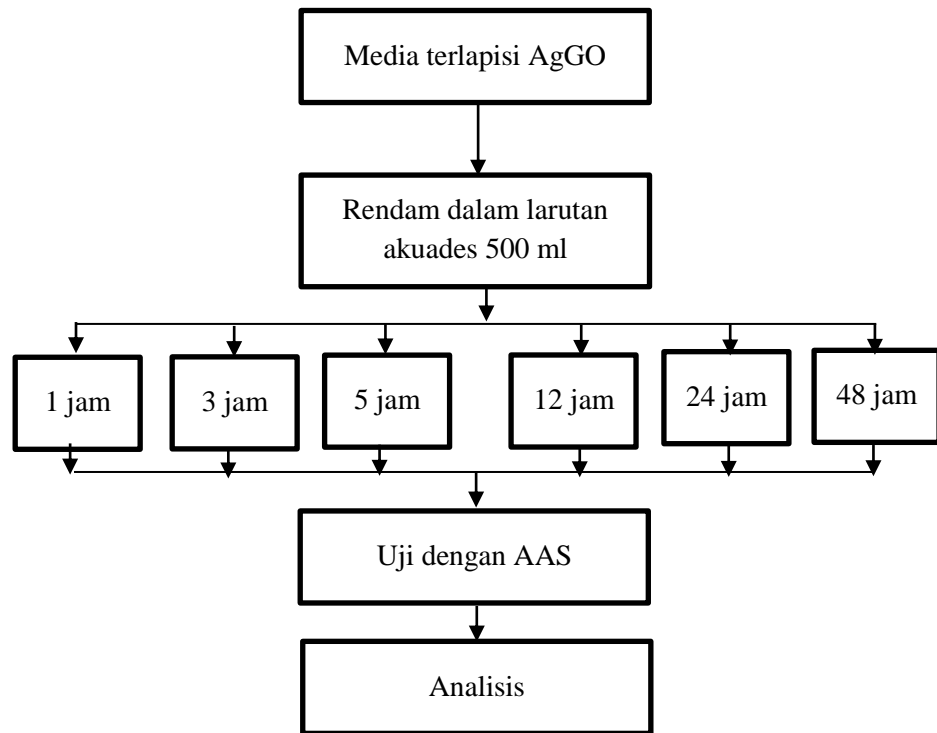 Media terlapisi AgGO
Rendam dalam larutan
akuades 500 ml
1 jam
3 jam
5 jam
12 jam
24 jam
48 jam
Uji dengan AAS
Analisis